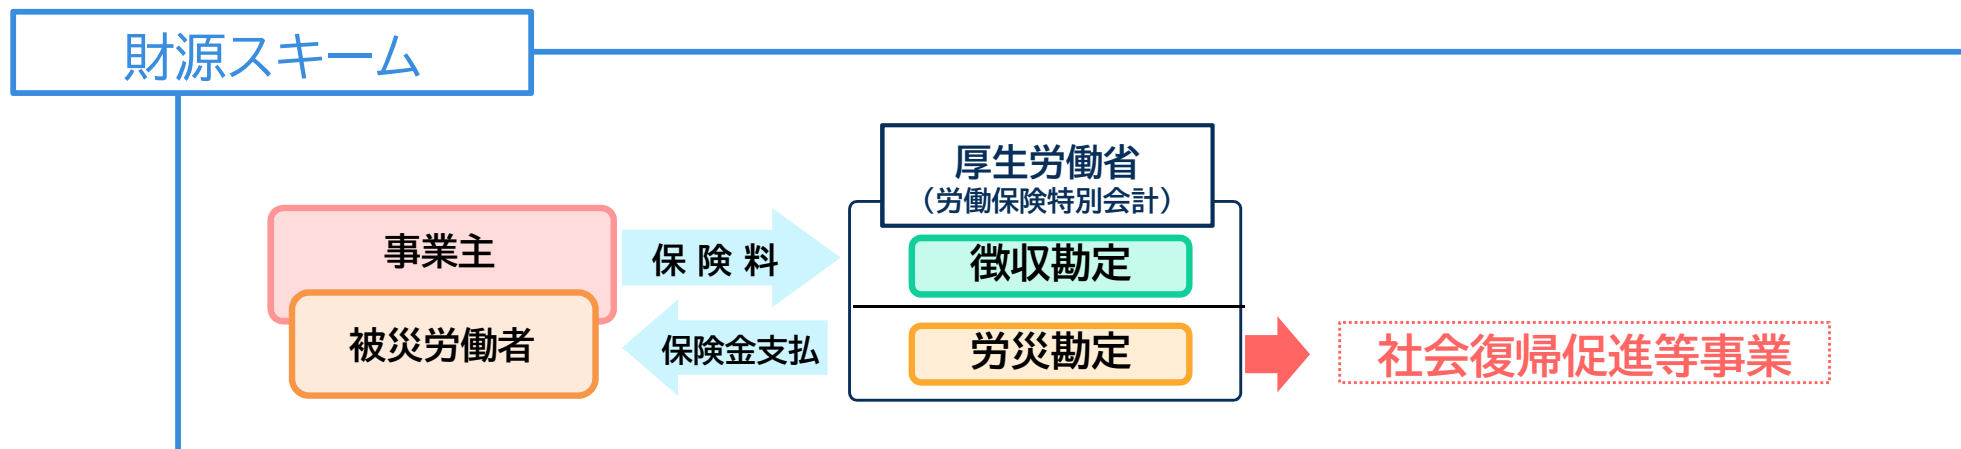 財源スキーム
厚生労働省
（労働保険特別会計）
事業主
保険料
徴収勘定
被災労働者
保険金支払
労災勘定
社会復帰促進等事業